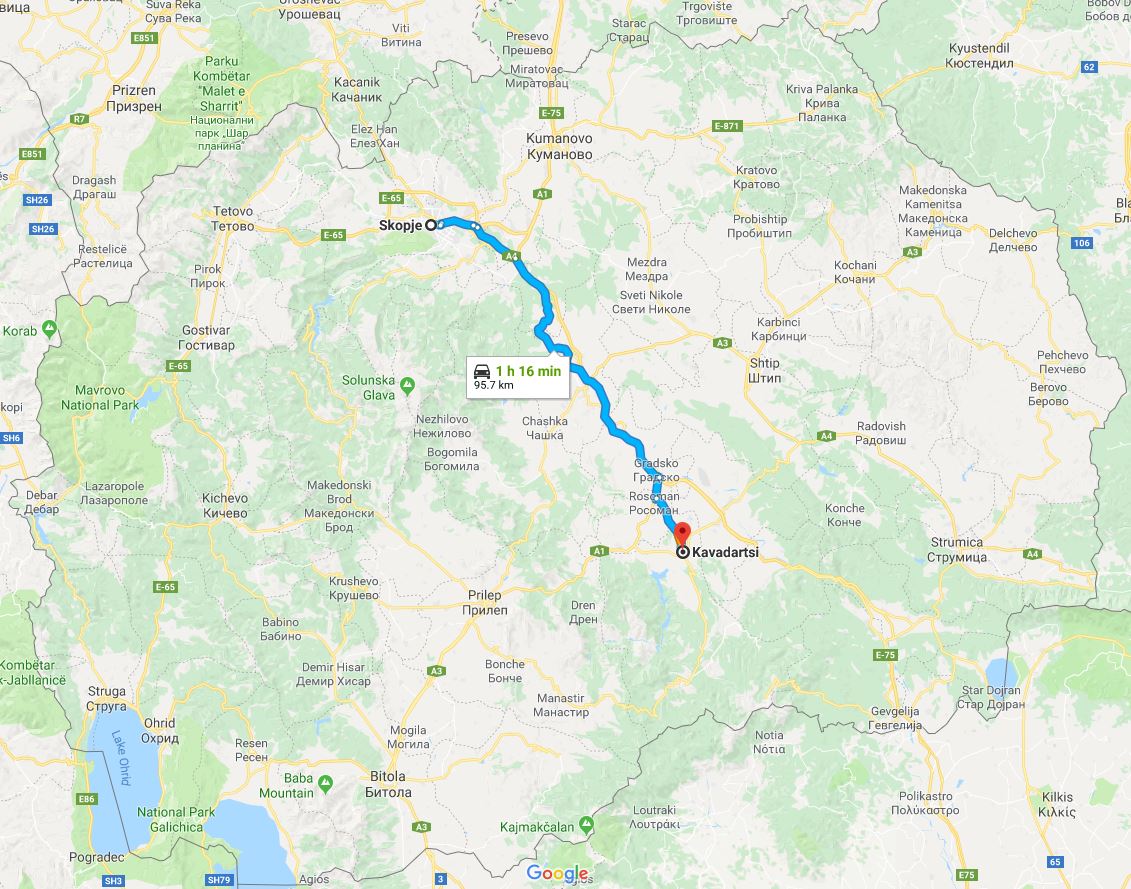 вица
Suva Reka
Сува Река
Urosevac
Урошевац
E851
Viti
Витина
Starac
Старац
Trgovište
Трговиште
Bobov D
Бобов до
Presevo
Прешево
Kyustendil
Кюстендил
62
Miratovac
Миратовац
Parku
Kombëtar
"Malet e
Sharrit"
Национални
парк „Шар
планина“
Prizren
Призрен
Kacanik
Качаник
Kriva Palanka
Крива
Паланка
R7
E-75
Elez Han
Елез Хан
E-871
Kumanovo
Куманово
E851
Dragash
Драгаш
Kratovo
Кратово
SH26
E-65
A1
Makedonska
Kamenitsa
Македонска
Каменица
Tetovo
Тетово
Skopje
Probishtip
Пробиштип
SH26
E-65
Delchevo
Делчево
106
Restelicë
Рестелица
A4
A3
Pirok
Пирок
Mezdra
Мездра
Kochani
Кочани
Sveti Nikole
Свети Николе
Korab
Gostivar
Гостивар
Karbinci
Карбинци
A3
E-65
1 h 16 min
95.7 km
Shtip
Штип
Pehchevo
Пехчево
Mavrovo
National Park
Solunska
Glava
Berovo
Берово
крі
SH6
Nezhilovo
Нежилово
Chashka
Чашка
A4
Radovish
Радовиш
Bogomila
Богомила
Gradsko
Градско
Debar
Дебар
Lazaropole
Лазарополе
Kichevo
Кичево
Makedonski
Brod
Македонски
Брод
Rosoman
Росоман
Konche
Конче
A1
Kavadartsi
Strumica
Струмица
A4
E-65
Krushevo
Крушево
Prilep
Прилеп
Dren
Дрен
Babino
Бабино
E-75
Kombëtar
k-Jabllanicë
Demir Hisar
Демир Хисар
A3
Bonche
Бонче
Struga
Струга
Manastir
Манастир
Star Dojran
Стар Дојран
Ohrid
Охрид
Gevgelija
Гевгелија
Lake Ohrid
Resen
Ресен
Mogila
Могила
Notia
Νότια
Baba
Mountain
Bitola
Битола
E86
National Park
Galichica
Polikastro
Πολύκαστρο
Kilkis
Κιλκίς
A3
Kajmakčalan
Loutraki
Λουτράκι
Pogradec
65
SH3
SH79
Agiós
3
Google
E75